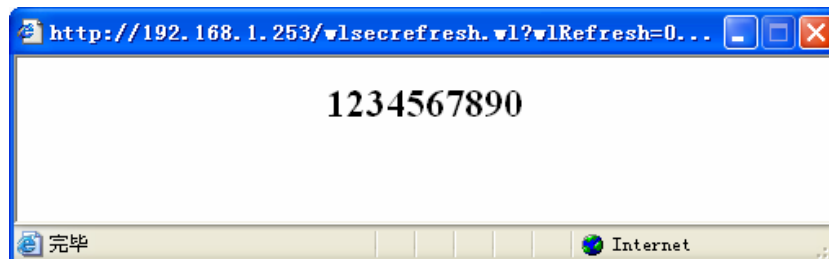 http://192.168.1.253/wlsecrefresh.wl?wlRefresh=0...
1234567890
完毕
Internet